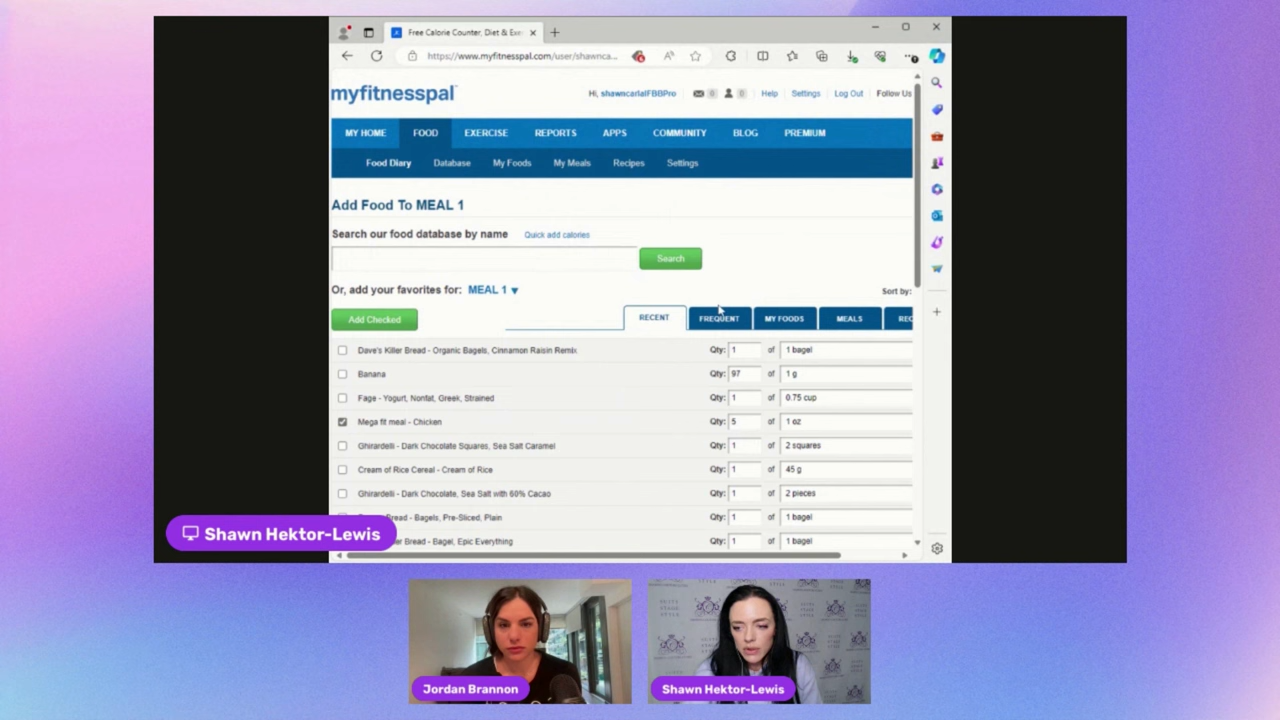 Free Calorie Counter, Diet & Exe
https://www.myfitnesspal.com/user/shawnca...
myfitnesspal
Hi, shawncarlaIFBBPro 0 0 Help Settings Log Out Follow Us
MY HOME FOOD EXERCISE REPORTS APPS COMMUNITY BLOG PREMIUM
Food Diary Database My Foods My Meals Recipes Settings
Add Food To MEAL 1
Search our food database by name Quick add calories
Search
Or, add your favorites for: MEAL 1 Sort by:
Add Checked RECENT FREQUENT MY FOODS MEALS REC
Dave's Killer Bread - Organic Bagels, Cinnamon Raisin Remix Qty: 1 of 1 bagel
Banana Qty: 97 of 1 g
Fage - Yogurt, Nonfat, Greek, Strained Qty: 1 of 0.75 cup
Mega fit meal - Chicken Qty: 5 of 1 oz
Ghirardelli - Dark Chocolate Squares, Sea Salt Caramel Qty: 1 of 2 squares
Cream of Rice Cereal - Cream of Rice Qty: 1 of 45 g
Ghirardelli - Dark Chocolate, Sea Salt with 60% Cacao Qty: 1 of 2 pieces
Bread - Bagels, Pre-Sliced, Plain Qty: 1 of 1 bagel
er Bread - Bagel, Epic Everything Qty: 1 of 1 bagel
Shawn Hektor-Lewis
Jordan Brannon
Shawn Hektor-Lewis